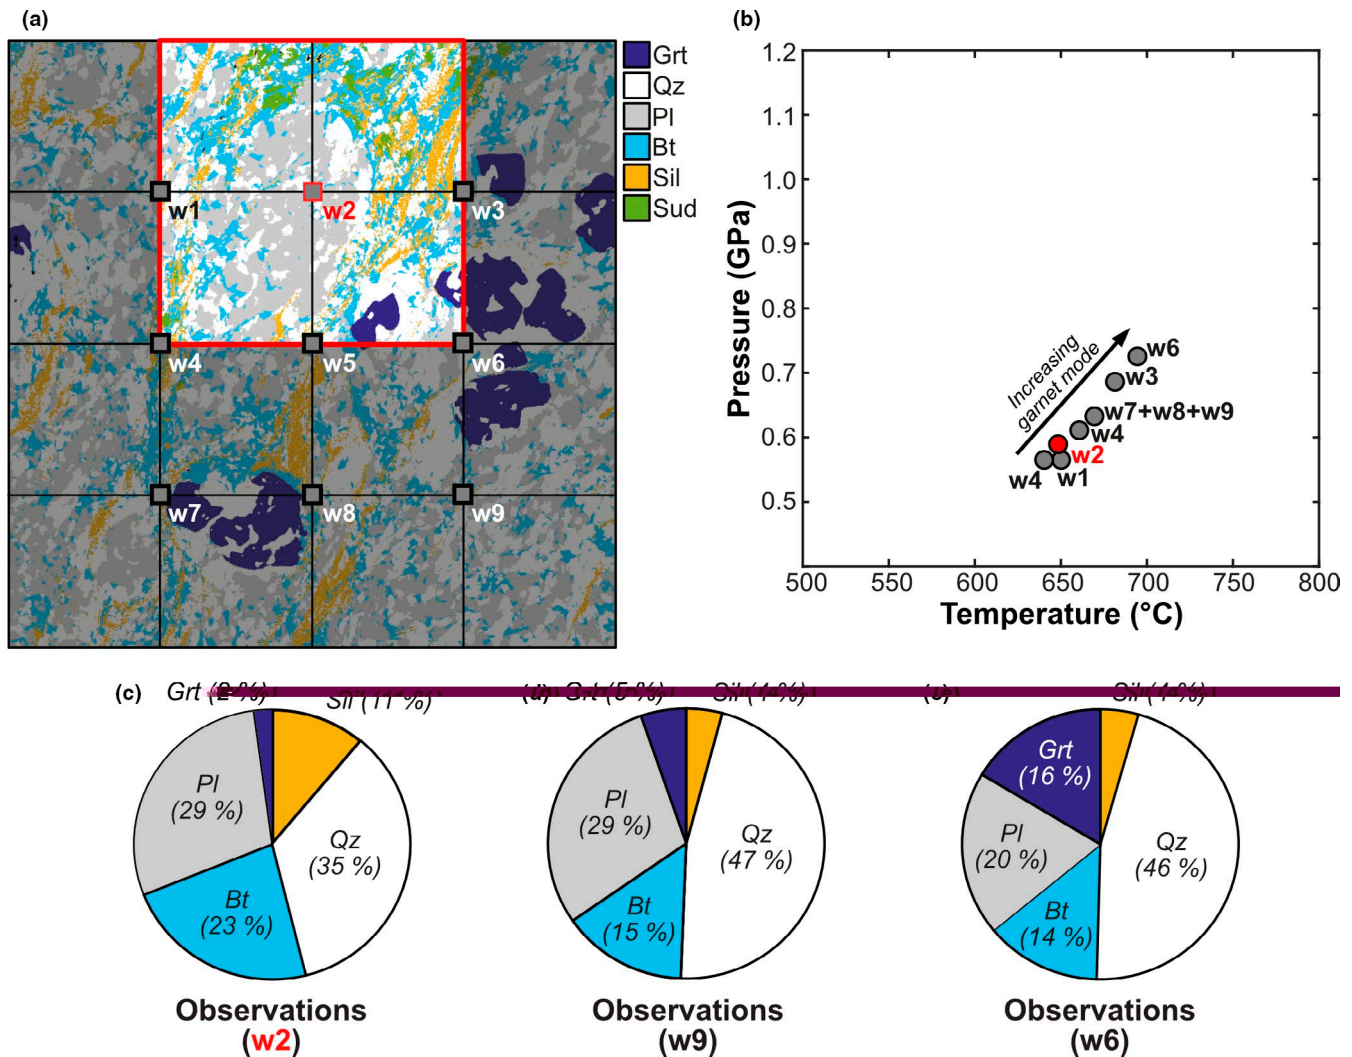 (a)
Grt
Qz
Pl
Bt
Sil
Sud
w1
w2
w3
w4
w5
w6
w7
w8
w9
(b)
1.2
1.1
1.0
0.9
0.8
0.7
0.6
0.5
Pressure (GPa)
500
550
600
650
700
750
800
Temperature (°C)
Increasing
garnet mode
w6
w3
w7+w8+w9
w4
w2
w4
w1
(c)
Grt
Sil (11%)
Pl
(29 %)
Qz
(35 %)
Bt
(23 %)
Observations
(w2)
Pl
(29 %)
Qz
(47 %)
Bt
(15 %)
Observations
(w9)
Grt
(16 %)
Pl
(20 %)
Qz
(46 %)
Bt
(14 %)
Observations
(w6)